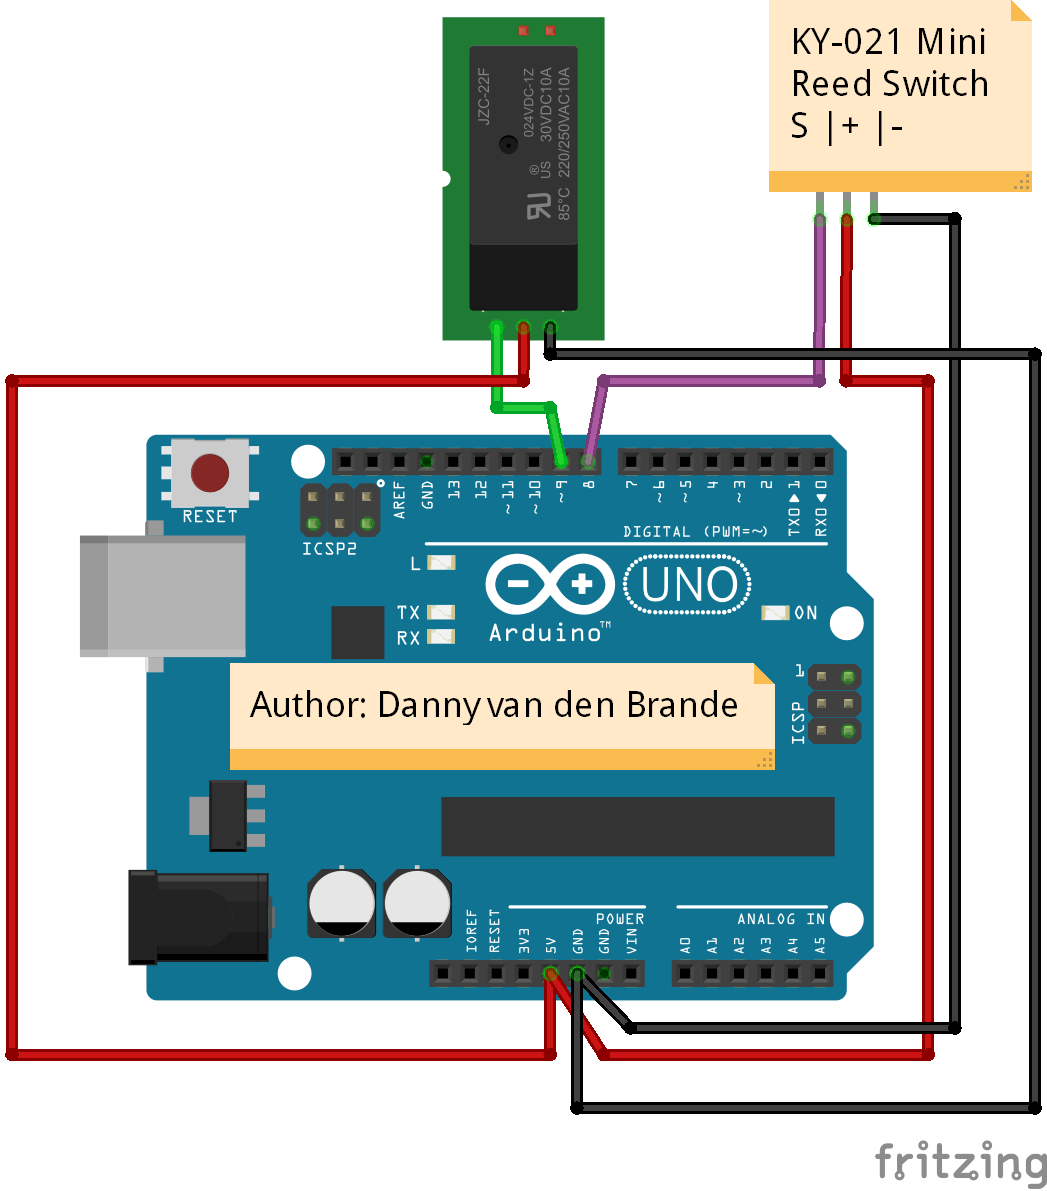 KY-021 Mini
Reed Switch
S |+ |-
JZC-22F
024VDC-1Z
30VDC10A
220/250VAC10A
® US
85°C
RESET
ICSP2
AREF
GND
13
12
~11
~10
~9
8
7
~6
~5
4
~3
2
TX0▶1
RX0◀0
DIGITAL (PWM=~)
L
TX
RX
UNO
Arduino™
ON
1
ICSP
Author: Danny van den Brande
IOREF
RESET
3V3
5V
GND
GND
VIN
POWER
ANALOG IN
A0
A1
A2
A3
A4
A5
fritzing